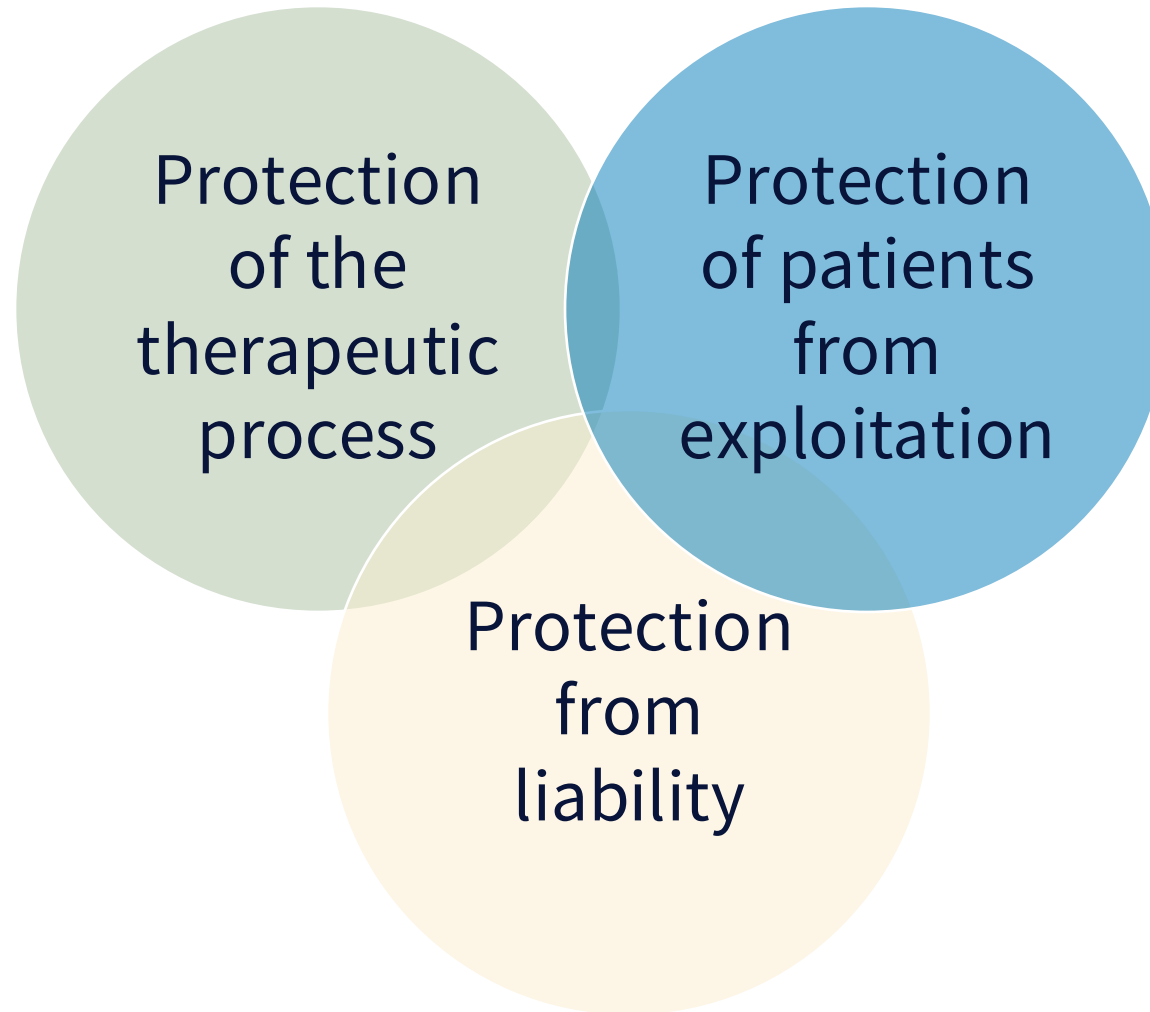 Protection
of the
therapeutic
process
Protection
of patients
from
exploitation
Protection
from
liability